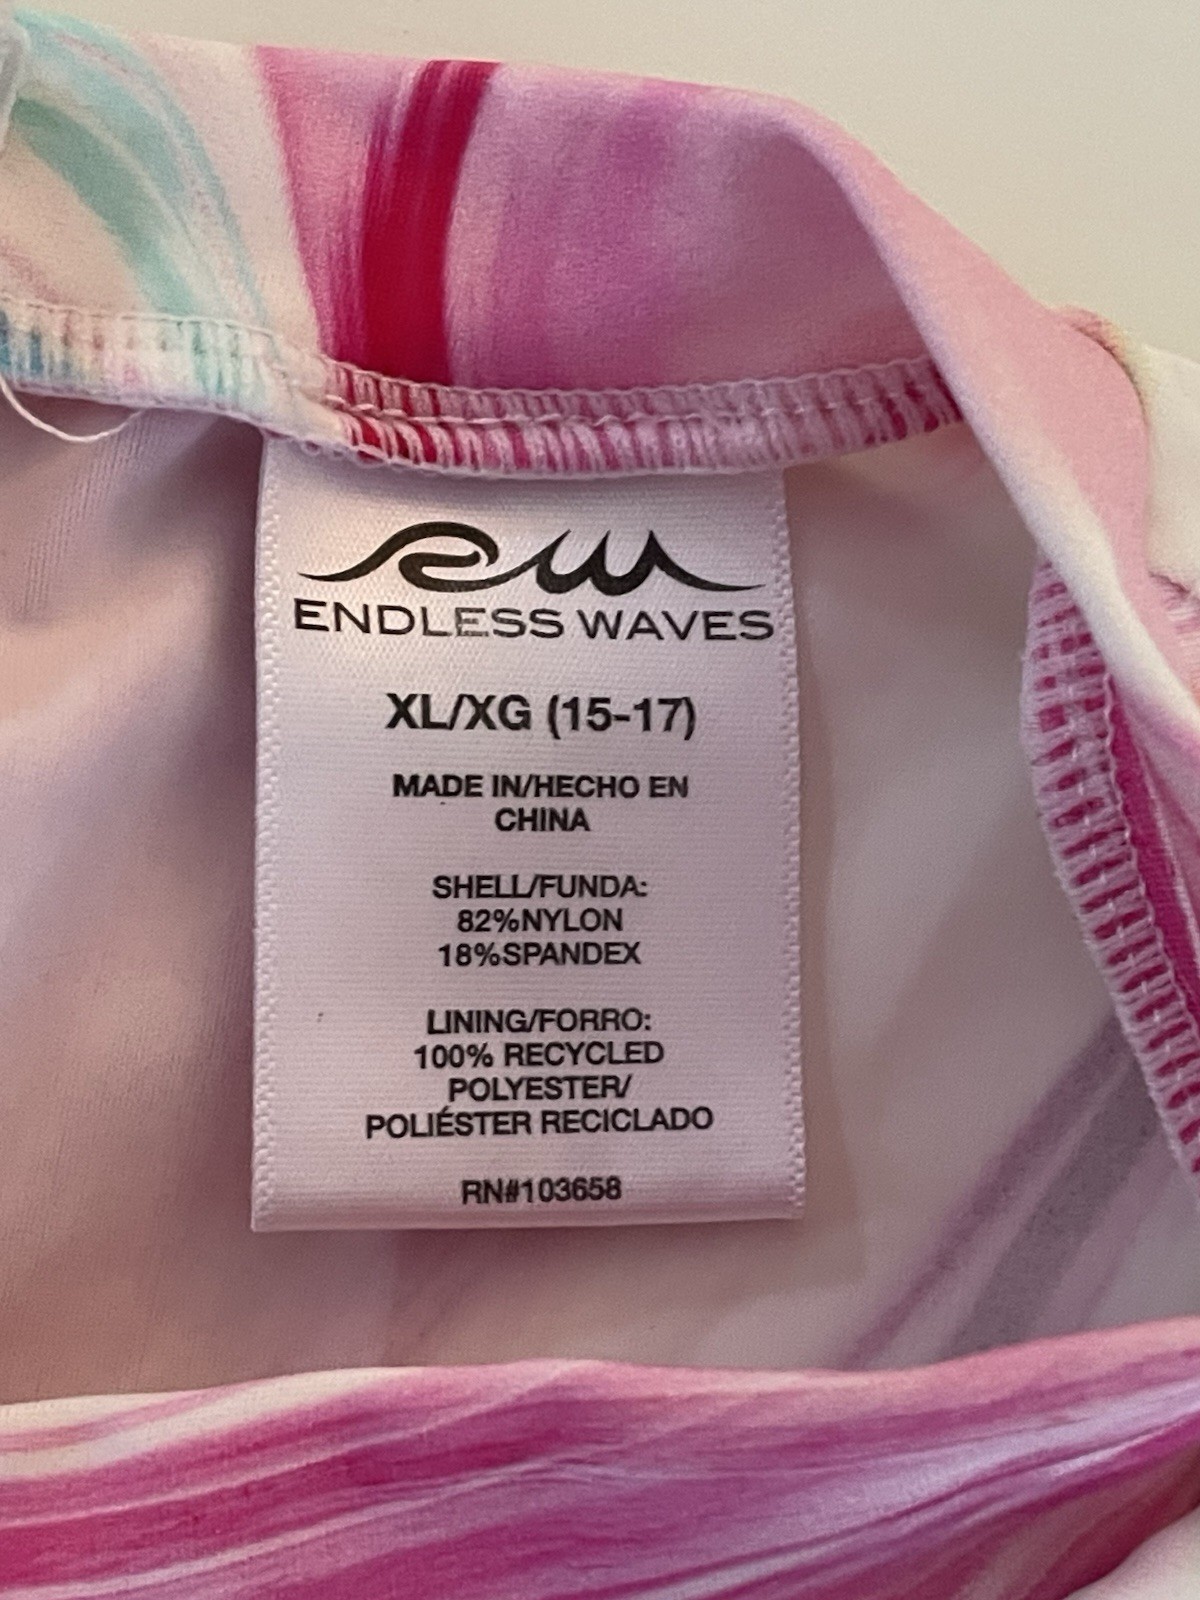 ENDLESS WAVES
XL/XG (15-17)
MADE IN/HECHO EN
CHINA
SHELL/FUNDA:
82%NYLON
18%SPANDEX
LINING/FORRO:
100% RECYCLED
POLYESTER/
POLIÉSTER RECICLADO
RN#103658